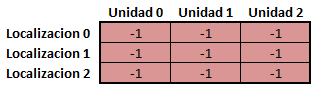 Unidad 0 Unidad 1 Unidad 2
Localizacion 0 -1 -1 -1
Localizacion 1 -1 -1 -1
Localizacion 2 -1 -1 -1